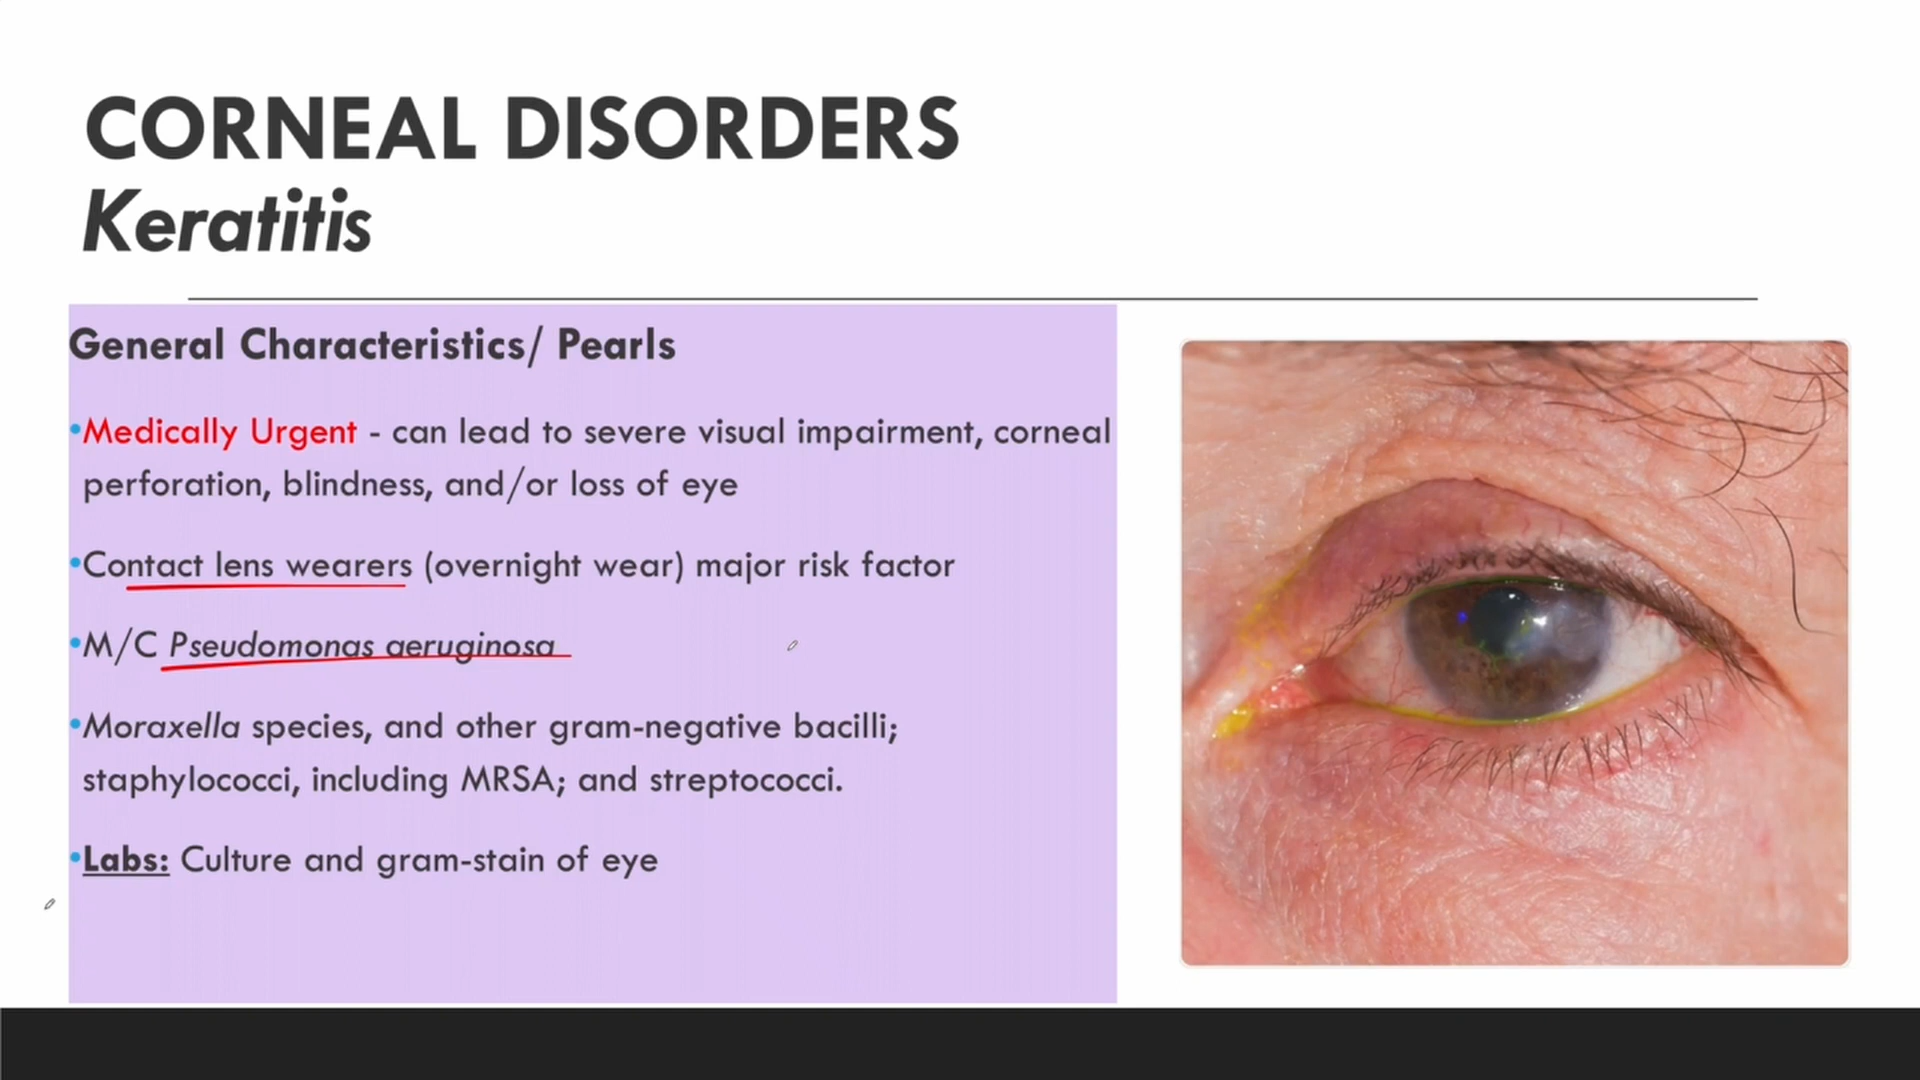 CORNEAL DISORDERS
Keratitis
General Characteristics/ Pearls
•Medically Urgent - can lead to severe visual impairment, corneal
perforation, blindness, and/or loss of eye
•Contact lens wearers (overnight wear) major risk factor
•M/C Pseudomonas aeruginosa
•Moraxella species, and other gram-negative bacilli;
staphylococci, including MRSA; and streptococci.
•Labs: Culture and gram-stain of eye